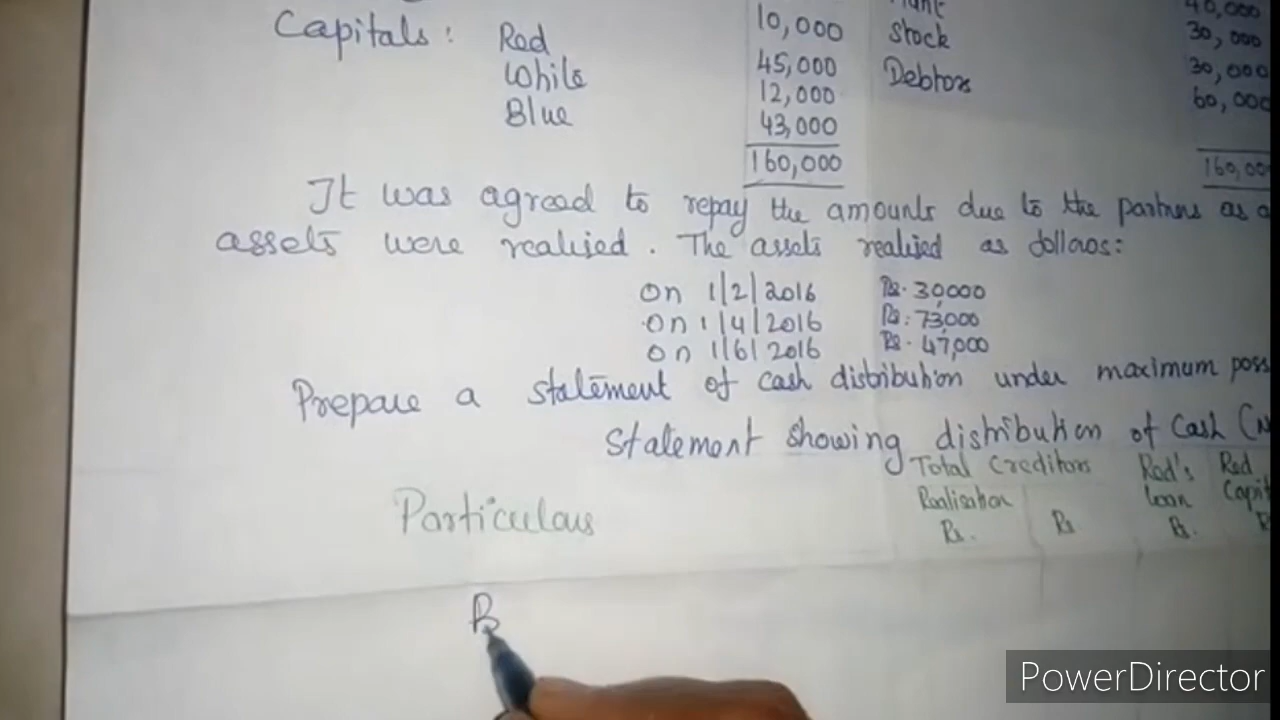 40,000
10,000 Stock 30,000
Capitals: Red 45,000 Debtors 30,000
White 12,000 60,000
Blue 43,000
160,000
It was agreed to repay the amounts due to the partners as
assets were realised. The assets realised as follows:
On 1/2/2016 Rs. 30,000
On 1/4/2016 Rs. 73,000
On 1/6/2016 Rs. 47,000
Prepare a statement of cash distribution under maximum
Statement showing distribution of Cash
Particulars Total Realisation Rs. Creditors Rs Red's loan Rs. Red
B
PowerDirector